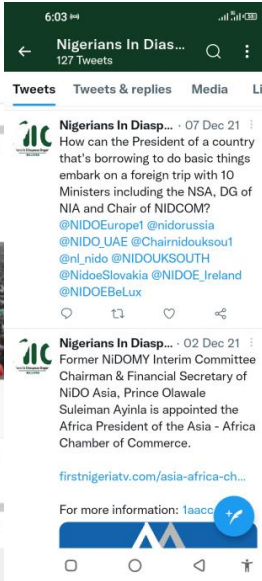 6:03
Nigerians In Dias...
127 Tweets
Tweets
Tweets & replies
Media
Li
Nigerians In Diasp... · 07 Dec 21
How can the President of a country
that's borrowing to do basic things
embark on a foreign trip with 10
Ministers including the NSA, DG of
NIA and Chair of NIDCOM?
@NIDOEurope1 @nidorussia
@NIDO_UAE @Chairnidouksou1
@nl_nido @NIDOUKSOUTH
@NidoeSlovakia @NIDOE_Ireland
@NIDOEBeLux
Nigerians In Diasp... · 02 Dec 21
Former NiDOMY Interim Committee
Chairman & Financial Secretary of
NiDO Asia, Prince Olawale
Suleiman Ayinla is appointed the
Africa President of the Asia - Africa
Chamber of Commerce.
firstnigeriatv.com/asia-africa-ch...
For more information: 1aacc